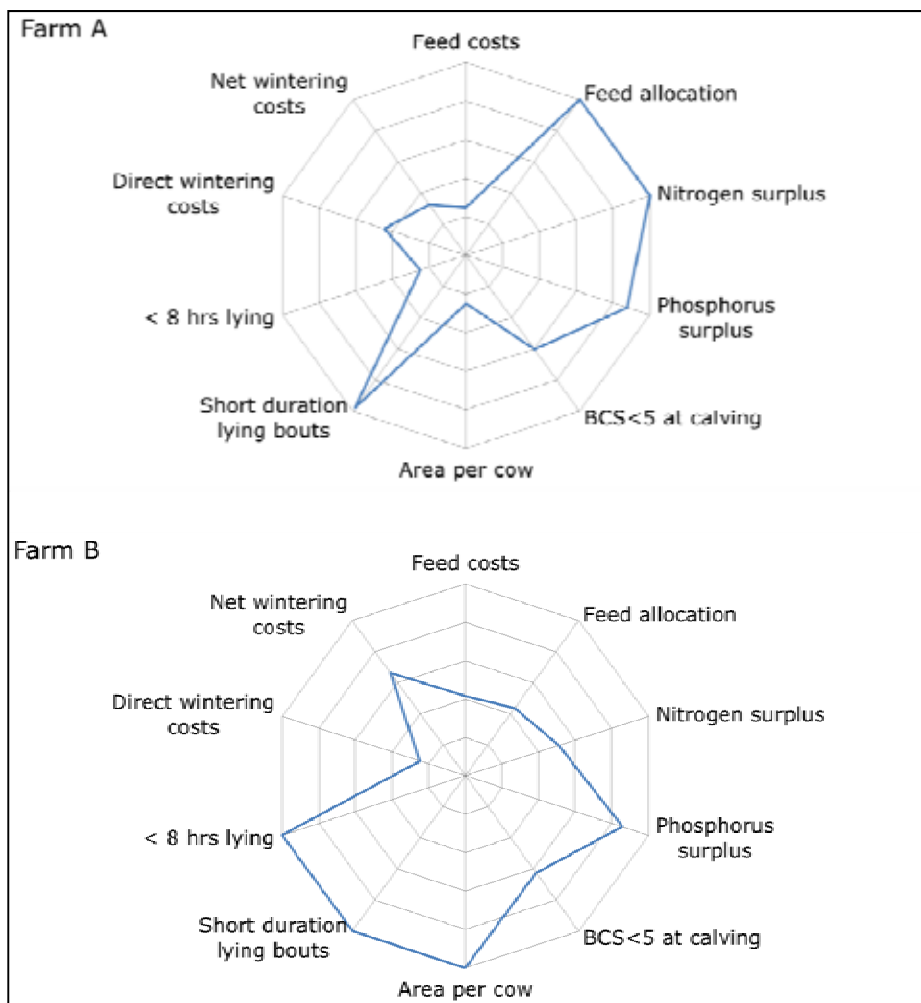 Farm A
Feed costs
Net wintering
costs
Feed allocation
Direct wintering
costs
Nitrogen surplus
< 8 hrs lying
Phosphorus
surplus
Short duration
lying bouts
BCS<5 at calving
Area per cow
Farm B
Feed costs
Net wintering
costs
Feed allocation
Direct wintering
costs
Nitrogen surplus
< 8 hrs lying
Phosphorus
surplus
Short duration
lying bouts
BCS<5 at calving
Area per cow